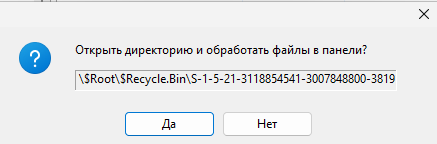 Открыть директорию и обработать файлы в панели?
\$Root\$Recycle.Bin\S-1-5-21-3118854541-3007848800-3819
Да
Нет